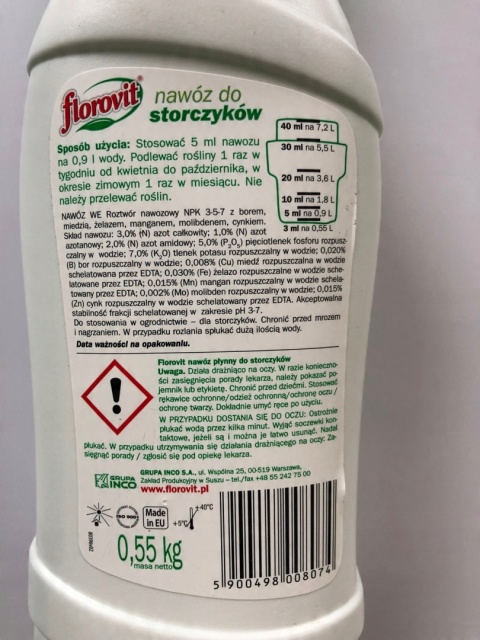 florovit®
nawóz do
storczyków
Sposób użycia: Stosować 5 ml nawozu
na 0,9 l wody. Podlewać rośliny 1 raz w
tygodniu od kwietnia do października, w
okresie zimowym 1 raz w miesiącu. Nie
należy przelewać roślin.
40 ml na 7,2 L
30 ml na 5,5 L
20 ml na 3,6 L
10 ml na 1,8 L
5 ml na 0,9 L
3 ml na 0,55 L
NAWÓZ WE Roztwór nawozowy NPK 3-5-7 z borem,
miedzią, żelazem, manganem, molibdenem, cynkiem.
Skład nawozu: 3,0% (N) azot całkowity; 1,0% (N) azot
azotanowy; 2,0% (N) azot amidowy; 5,0% (P₂O₅) pięciotlenek fosforu rozpusz-
czalny w wodzie; 7,0% (K₂O) tlenek potasu rozpuszczalny w wodzie; 0,020%
(B) bor rozpuszczalny w wodzie; 0,008% (Cu) miedź rozpuszczalna w wodzie
schelatowana przez EDTA; 0,030% (Fe) żelazo rozpuszczalne w wodzie sche-
latowane przez EDTA; 0,015% (Mn) mangan rozpuszczalny w wodzie schela-
towany przez EDTA; 0,002% (Mo) molibden rozpuszczalny w wodzie; 0,015%
(Zn) cynk rozpuszczalny w wodzie schelatowany przez EDTA. Akceptowalna
stabilność frakcji schelatowanej w zakresie pH 3-7.
Do stosowania w ogrodnictwie – dla storczyków. Chronić przed mrozem
i nagrzaniem. W przypadku rozlania spłukać dużą ilością wody.
Data ważności na opakowaniu.
Florovit nawóz płynny do storczyków
Uwaga. Działa drażniąco na oczy. W razie konieczno-
ści zasięgnięcia porady lekarza, należy pokazać po-
jemnik lub etykietę. Chronić przed dziećmi. Stosować
rękawice ochronne/odzież ochronną/ochronę oczu /
ochronę twarzy. Dokładnie umyć ręce po użyciu.
W PRZYPADKU DOSTANIA SIĘ DO OCZU: Ostrożnie
płukać wodą przez kilka minut. Wyjąć soczewki kon-
taktowe, jeżeli są i można je łatwo usunąć. Nadal
płukać. W przypadku utrzymywania się działania drażniącego na oczy: Za-
sięgnąć porady / zgłosić się pod opiekę lekarza.
GRUPA
INCO
GRUPA INCO S.A., ul. Wspólna 25, 00-519 Warszawa,
Zakład Produkcyjny w Suszu – tel./fax +48 55 242 75 00
www.florovit.pl
ISO 9001
Made
in EU
+5°C
+40°C
0,55 kg
masa netto
5 900498 008074